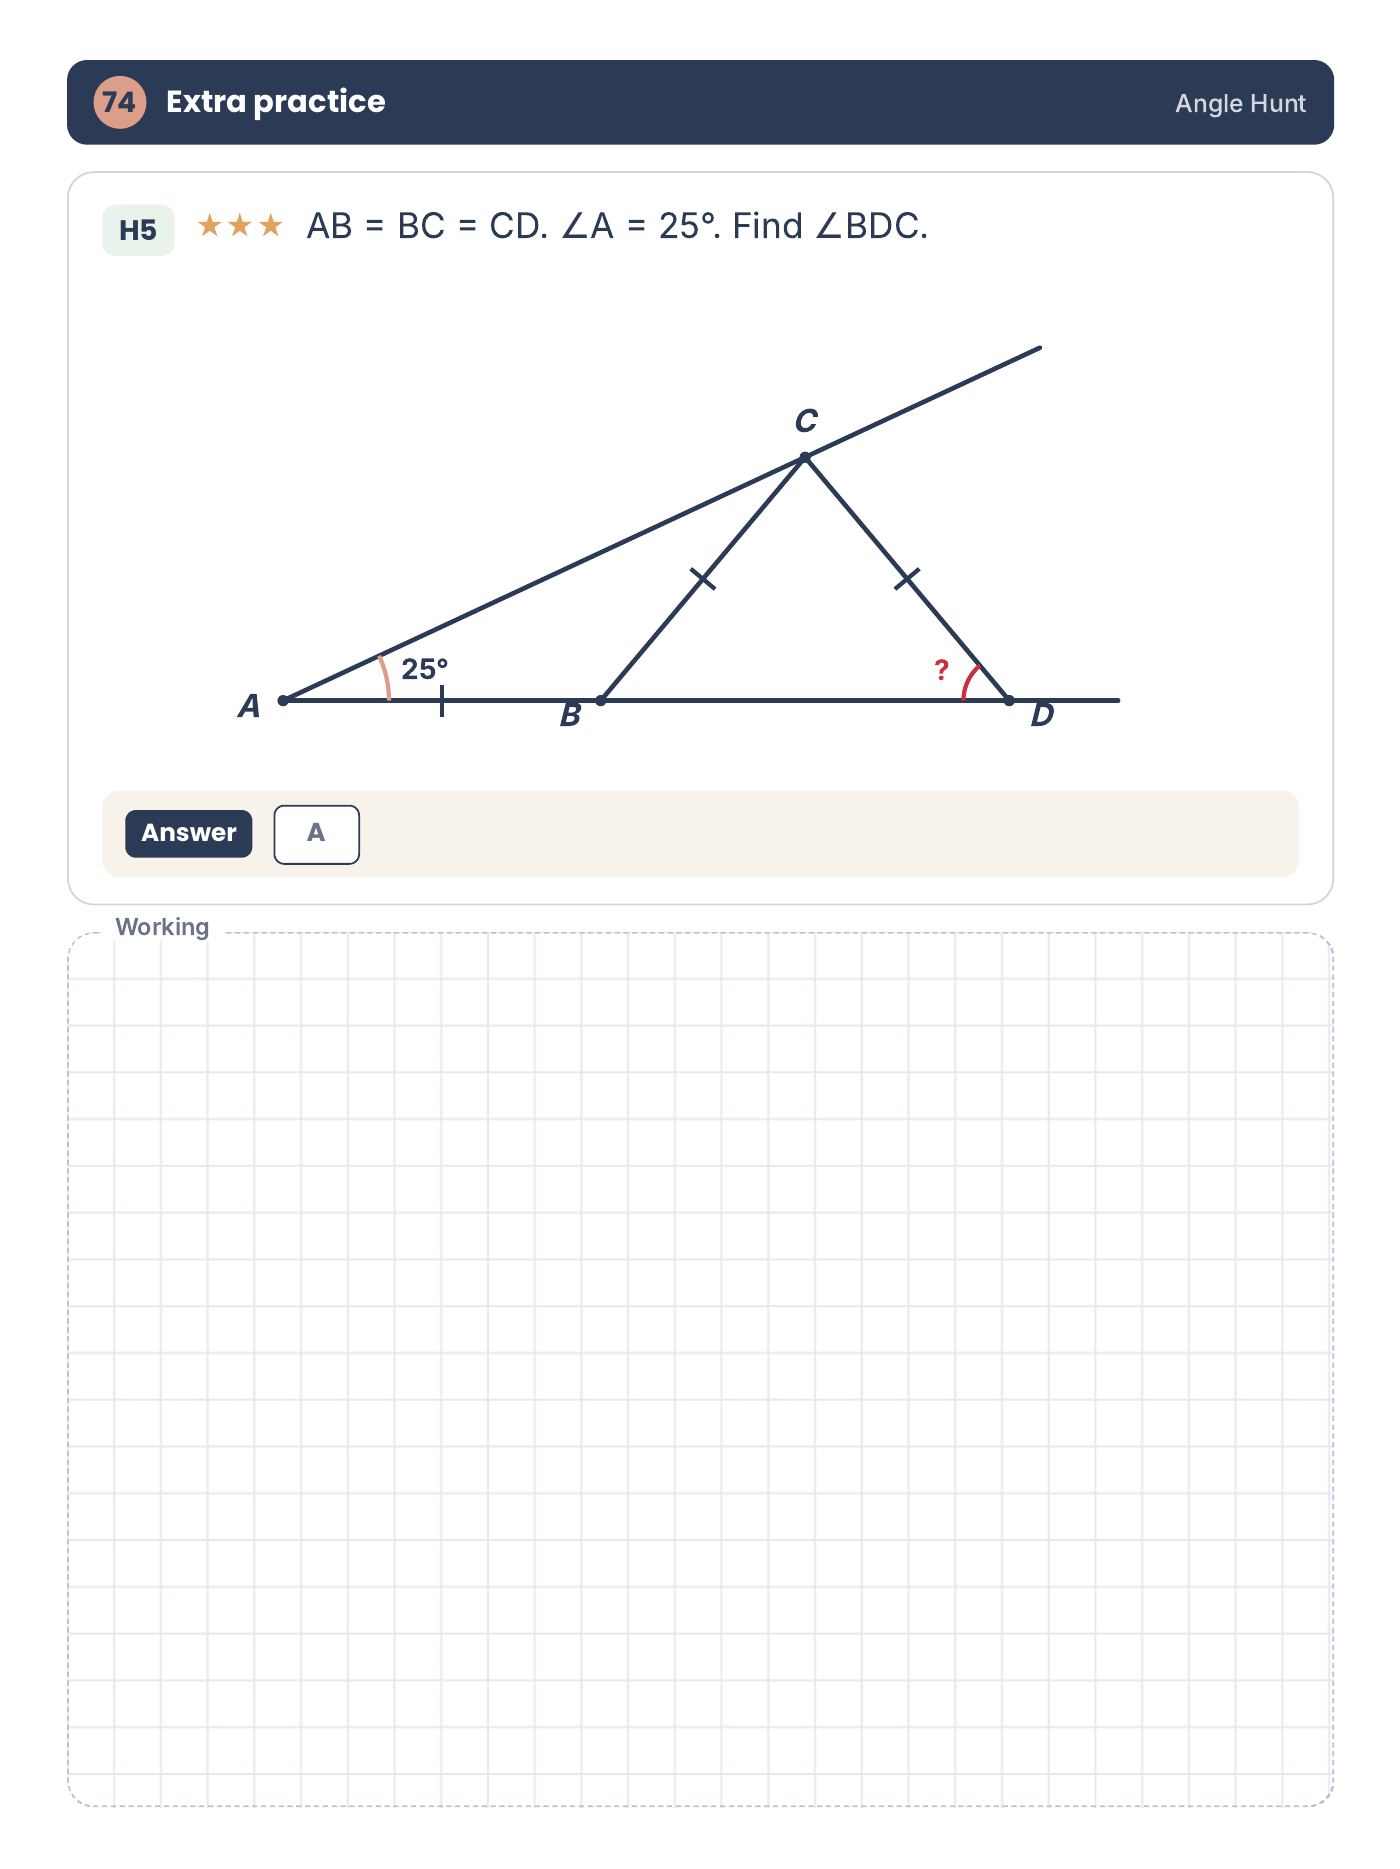 74 Extra practice Angle Hunt
H5 ★★★ AB = BC = CD. ∠A = 25°. Find ∠BDC.
C
25°
?
A
B
D
Answer A
Working